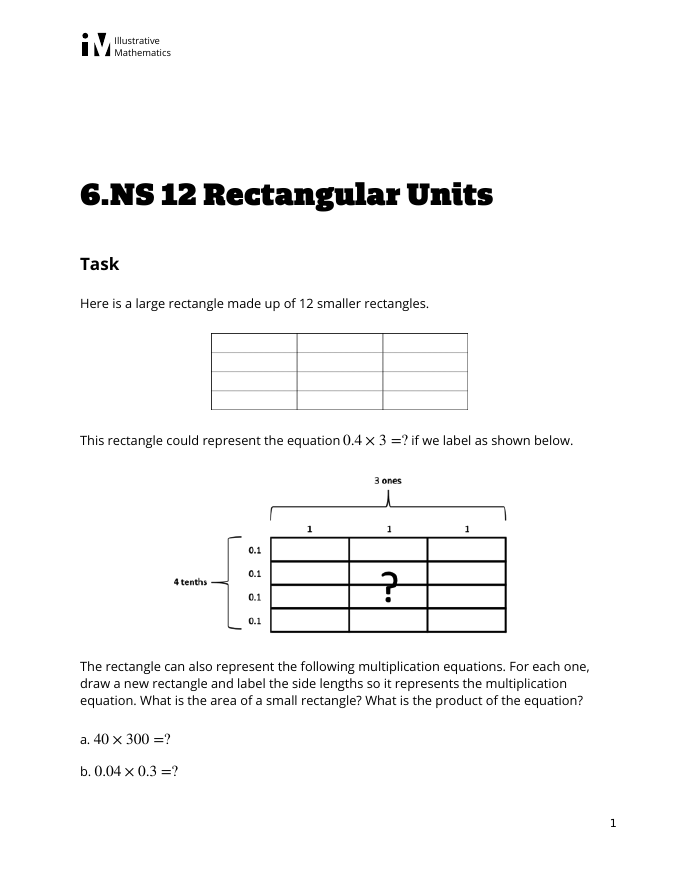 Illustrative
Mathematics
6.NS 12 Rectangular Units
Task
Here is a large rectangle made up of 12 smaller rectangles.
This rectangle could represent the equation 0.4 × 3 =? if we label as shown below.
3 ones
1 1 1
0.1
0.1
4 tenths
?
0.1
0.1
The rectangle can also represent the following multiplication equations. For each one,
draw a new rectangle and label the side lengths so it represents the multiplication
equation. What is the area of a small rectangle? What is the product of the equation?
a. 40 × 300 =?
b. 0.04 × 0.3 =?
1